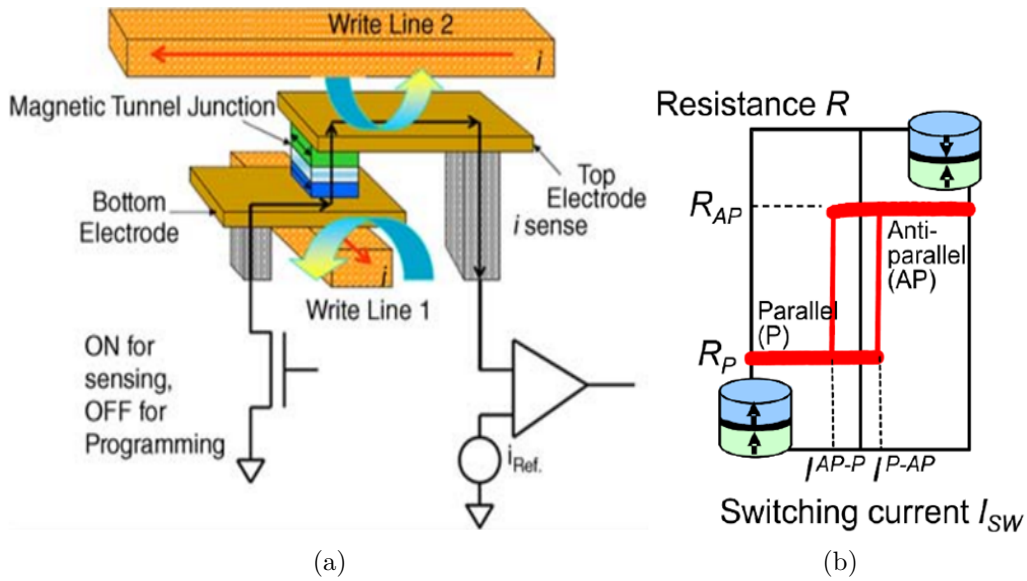 Write Line 2
i
Magnetic Tunnel Junction
Bottom
Electrode
Top
Electrode
i sense
i
Write Line 1
ON for
sensing,
OFF for
Programming
iRef.
(a)
Resistance R
RAP
Anti-
parallel
(AP)
Parallel
(P)
RP
IAP-P IP-AP
Switching current ISW
(b)